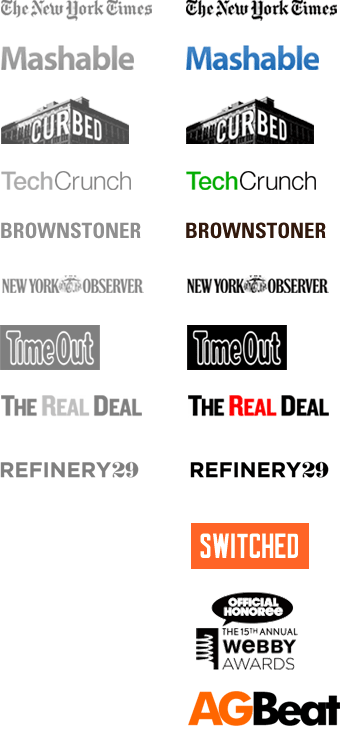 The New York Times The New York Times
Mashable Mashable
CURBED CURBED
TechCrunch TechCrunch
BROWNSTONER BROWNSTONER
NEW YORK OBSERVER NEW YORK OBSERVER
Time Out Time Out
THE REAL DEAL THE REAL DEAL
REFINERY29 REFINERY29
SWITCHED
OFFICIAL
HONOREE
THE 15TH ANNUAL
WEBBY
AWARDS
AGBeat